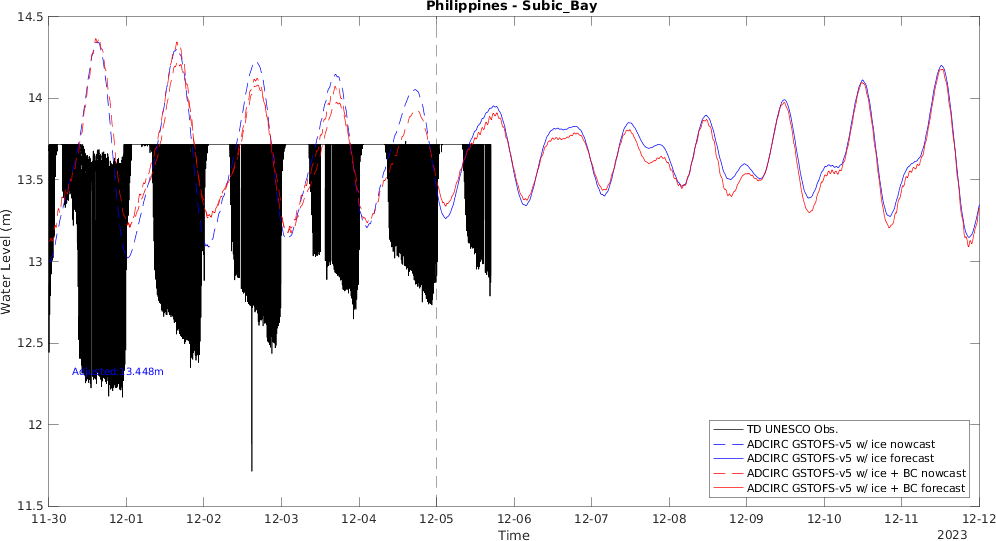 Philippines - Subic_Bay
Water Level (m)
14.5
14
13.5
13
12.5
12
11.5
3.448m
TD UNESCO Obs.
ADCIRC GSTOFS-v5 w/ ice nowcast
ADCIRC GSTOFS-v5 w/ ice forecast
ADCIRC GSTOFS-v5 w/ ice + BC nowcast
ADCIRC GSTOFS-v5 w/ ice + BC forecast
11-30 12-01 12-02 12-03 12-04 12-05 12-06 12-07 12-08 12-09 12-10 12-11 12-12
Time
2023